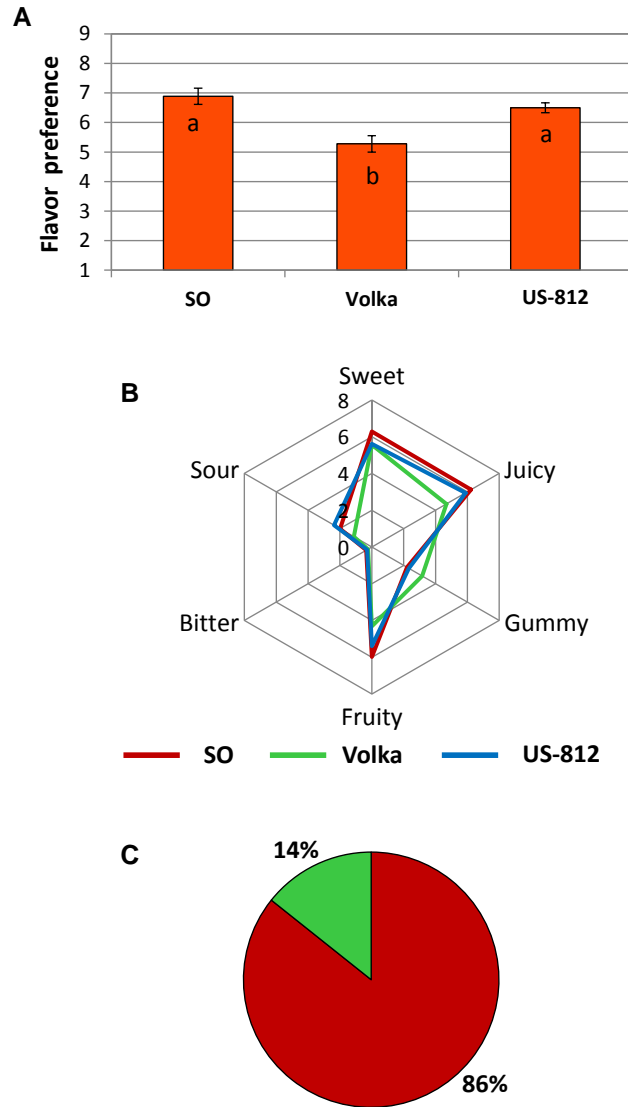 A
Flavor preference
9
8
7
6
5
4
3
2
1
a
b
a
SO Volka US-812
B
Sweet
Juicy
Gummy
Fruity
Bitter
Sour
8
6
4
2
0
SO Volka US-812
C
14%
86%